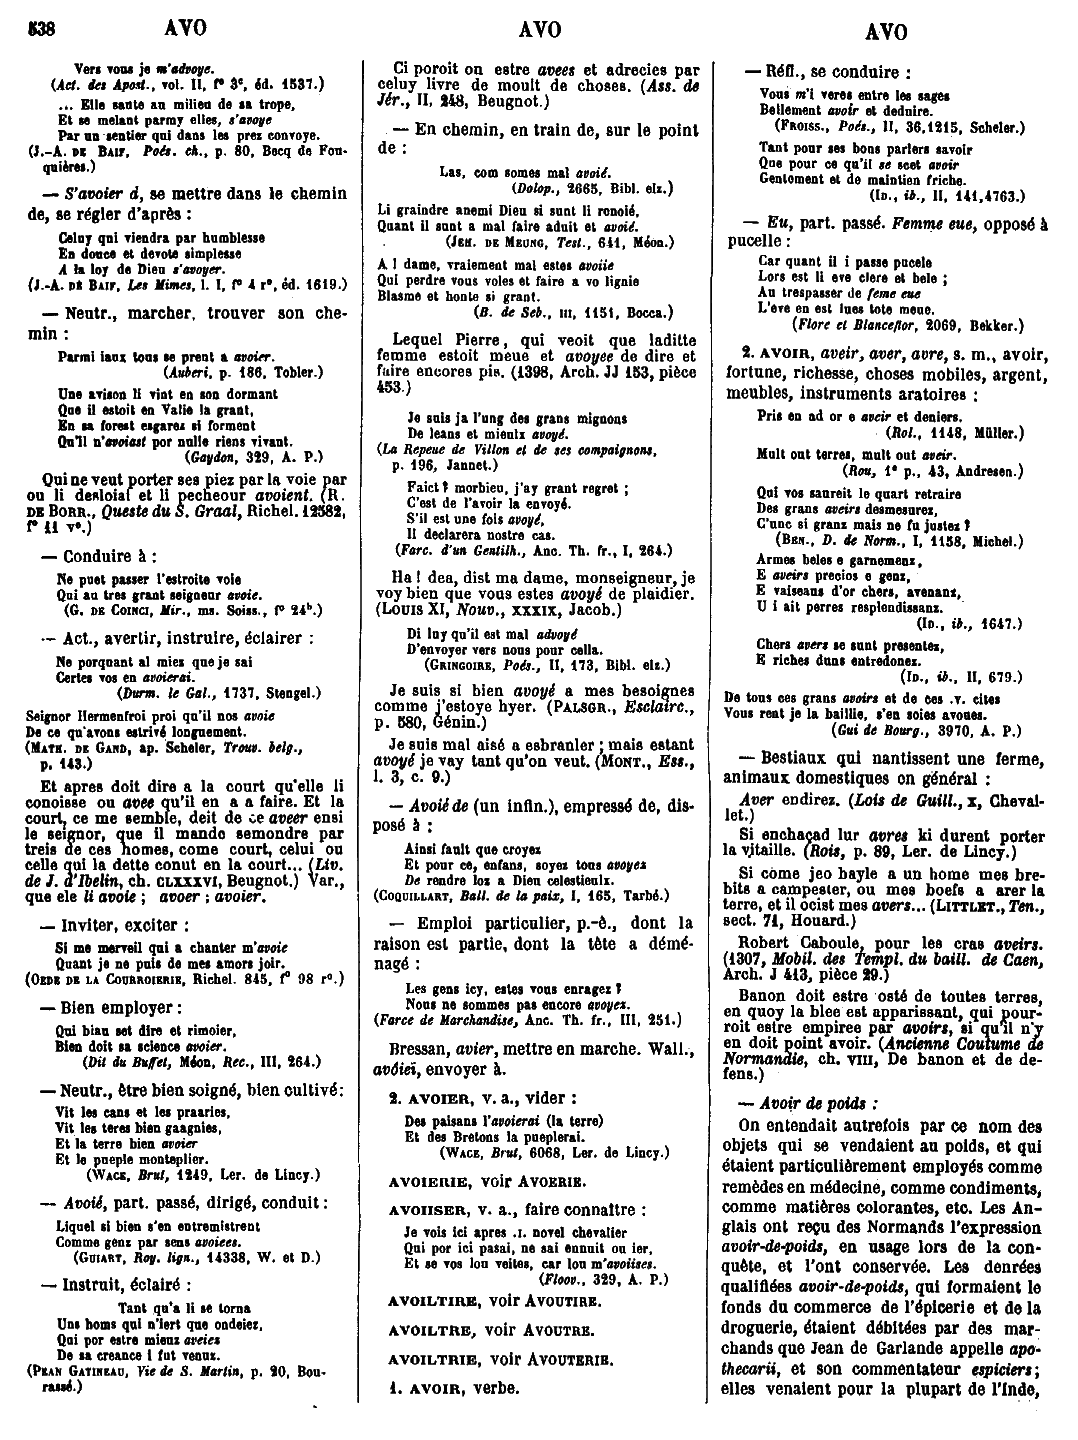 538 AVO
AVO
AVO
Vers vous je m'advoye.
(Act. des Apost., vol. II, f° 3ᶜ, éd. 1537.)
... Elle saute au milieu de sa trope,
Et se melant parmy elles, s'avoye
Par un sentier qui dans les prez convoye.
(J.-A. DE BAIF, Poés. ch., p. 80, Becq de Fou-
quières.)
— S'avoier d, se mettre dans le chemin
de, se régler d'après :
Celuy qui viendra par humblesse
En douce et devote simplesse
A la loy de Dieu s'avoyer.
(J.-A. DE BAIF, Les Mimes, l. I, f° 4 r°, éd. 1619.)
— Neutr., marcher, trouver son che-
min :
Parmi iaux tous se prent a avoier.
(Auberi, p. 186, Tobler.)
Une avison li vint en son dormant
Que il estoit en Valie la grant,
En sa forest esgarez si forment
Qu'il n'avoiast por nulle riens vivant.
(Gaydon, 329, A. P.)
Qui ne veut porter ses piez par la voie par
ou li desloial et li pecheour avoient. (R.
DE BORR., Queste du S. Graal, Richel. 12582,
f° 11 v°.)
— Conduire à :
Ne puet passer l'estroite voie
Qui au tres grant seigneur avoie.
(G. DE COINCI, Mir., ms. Soiss., f° 24ᵇ.)
— Act., avertir, instruire, éclairer :
Ne porquant al miez que je sai
Certes vos en avoierai.
(Durm. le Gal., 1737, Stengel.)
Seignor Hermenfroi proi qu'il nos avoie
De ce qu'avons estrivé longuement.
(MATH. DE GAND, ap. Scheler, Trouv. belg.,
p. 143.)
Et apres doit dire a la court qu'elle li
conoisse ou avee qu'il en a a faire. Et la
court, ce me semble, deit de ce aveer ensi
le seignor, que il mande semondre par
treis de ces homes, come court, celui ou
celle qui la dette conut en la court... (Liv.
de J. d'Ibelin, ch. CLXXXVI, Beugnot.) Var.,
que ele li avoie ; avoer ; avoier.
— Inviter, exciter :
Si me merveil qui a chanter m'avoie
Quant je ne puis de mes amors joir.
(OEDE DE LA COURROIERIE, Richel. 845, f° 98 r°.)
— Bien employer :
Qui bian set dire et rimoier,
Bien doit sa science avoier.
(Dit du Buffet, Méon, Rec., III, 264.)
— Neutr., être bien soigné, bien cultivé :
Vit les cans et les praaries,
Vit les teres bien gaagnies,
Et la terre bien avoier
Et le pueple monteplier.
(WACE, Brut, 1249, Ler. de Lincy.)
— Avoié, part. passé, dirigé, conduit :
Liquel si bien s'en entremistrent
Comme genz par sens avoiees.
(GUIART, Roy. lign., 14338, W. et D.)
— Instruit, éclairé :
Tant qu'a li se torna
Uns homs qui n'iert que ondeiez,
Qui por estre mieuz aveiez
De sa creance i fut venuz.
(PEAN GATINEAU, Vie de S. Martin, p. 20, Bou-
rassé.)
Ci poroit on estre avees et adrecies par
celuy livre de moult de choses. (Ass. de
Jér., II, 248, Beugnot.)
— En chemin, en train de, sur le point
de :
Las, com somes mal avoié.
(Dolop., 2665, Bibl. elz.)
Li graindre anemi Dieu si sunt li renoié,
Quant il sunt a mal faire aduit et avoié.
(JEH. DE MEUNG, Test., 641, Méon.)
A ! dame, vraiement mal estes avoiie
Qui perdre vous voles et faire a vo lignie
Blasme et honte si grant.
(B. de Seb., III, 1151, Bocca.)
Lequel Pierre, qui veoit que laditte
femme estoit meue et avoyee de dire et
faire encores pis. (1398, Arch. JJ 153, pièce
453.)
Je suis ja l'ung des grans mignons
De leans et mieulx avoyé.
(La Repeue de Villon et de ses compaignons,
p. 196, Jannet.)
Faict ? morbieu, j'ay grant regret ;
C'est de l'avoir la envoyé.
S'il est une fois avoyé,
Il declarera nostre cas.
(Farc. d'un Gentilh., Anc. Th. fr., I, 264.)
Ha ! dea, dist ma dame, monseigneur, je
voy bien que vous estes avoyé de plaidier.
(LOUIS XI, Nouv., XXXIX, Jacob.)
Di luy qu'il est mal advoyé
D'envoyer vers nous pour cella.
(GRINGOIRE, Poés., II, 173, Bibl. elz.)
Je suis si bien avoyé a mes besoignes
comme j'estoye hyer. (PALSGR., Esclairc.,
p. 580, Génin.)
Je suis mal aisé a esbranler ; mais estant
avoyé je vay tant qu'on veut. (MONT., Ess.,
l. 3, c. 9.)
— Avoié de (un infin.), empressé de, dis-
posé à :
Ainsi fault que croyez
Et pour ce, enfans, soyez tous avoyez
De rendre loz a Dieu celestieulx.
(COQUILLART, Ball. de la paix, I, 165, Tarbé.)
— Emploi particulier, p.-ê., dont la
raison est partie, dont la tête a démé-
nagé :
Les gens icy, estes vous enragez ?
Nous ne sommes pas encore avoyez.
(Farce de Marchandise, Anc. Th. fr., III, 251.)
Bressan, avier, mettre en marche. Wall.,
avôieï, envoyer à.
2. AVOIER, v. a., vider :
Des paisans l'avoierai (la terre)
Et des Bretons la pueplerai.
(WACE, Brut, 6068, Ler. de Lincy.)
AVOIERIE, voir AVOERIE.
AVOIISER, v. a., faire connaître :
Je vois ici apres .I. novel chevalier
Qui por ici pasai, ne sai ennuit ou ier,
Et se vos lou veites, car lou m'avoiises.
(Floov., 329, A. P.)
AVOILTIRE, voir AVOUTIRE.
AVOILTRE, voir AVOUTRE.
AVOILTRIE, voir AVOUTERIE.
1. AVOIR, verbe.
— Réfl., se conduire :
Vous m'i veres entre les sages
Bellement avoir et deduire.
(FROISS., Poés., II, 36,1215, Scheler.)
Tant pour ses bons parlers savoir
Que pour ce qu'il se scet avoir
Gentement et de maintien friche.
(ID., ib., II, 141,4763.)
— Eu, part. passé. Femme eue, opposé à
pucelle :
Car quant il i passe pucele
Lors est li eve clere et bele ;
Au trespasser de feme eue
L'eve en est lues tote meue.
(Flore et Blanceflor, 2069, Bekker.)
2. AVOIR, aveir, aver, avre, s. m., avoir,
fortune, richesse, choses mobiles, argent,
meubles, instruments aratoires :
Pris en ad or e aveir et deniers.
(Rol., 1148, Müller.)
Mult out terres, mult out aveir.
(Rou, 1ᵉ p., 43, Andresen.)
Qui vos saureit le quart retraire
Des grans aveirs desmesurez,
C'unc si granz mais ne fu justez ?
(BEN., D. de Norm., I, 1158, Michel.)
Armes beles e garnemenz,
E aveirs precios e genz,
E vaiseaus d'or chers, avenanz,
U i ait perres resplendissanz.
(ID., ib., 1647.)
Chers avers se sunt presentez,
E riches duns entredonez.
(ID., ib., II, 679.)
De tous ces grans avoirs et de ces .v. cites
Vous rent je la baillie, s'en soies avoues.
(Gui de Bourg., 3970, A. P.)
— Bestiaux qui nantissent une ferme,
animaux domestiques en général :
Aver endirez. (Lois de Guill., X, Cheval-
let.)
Si enchaçad lur avres ki durent porter
la vitaille. (Rois, p. 89, Ler. de Lincy.)
Si come jeo bayle a un home mes bre-
bits a campester, ou mes boefs a arer la
terre, et il ocist mes avers... (LITTLET., Ten.,
sect. 71, Houard.)
Robert Caboule, pour les cras aveirs.
(1307, Mobil. des Templ. du baill. de Caen,
Arch. J 413, pièce 29.)
Banon doit estre osté de toutes terres,
en quoy la blee est apparissant, qui pour-
roit estre empiree par avoirs, si qu'il n'y
en doit point avoir. (Ancienne Coutume de
Normandie, ch. VIII, De banon et de de-
fens.)
— Avoir de poids :
On entendait autrefois par ce nom des
objets qui se vendaient au poids, et qui
étaient particulièrement employés comme
remèdes en médecine, comme condiments,
comme matières colorantes, etc. Les An-
glais ont reçu des Normands l'expression
avoir-de-poids, en usage lors de la con-
quête, et l'ont conservée. Les denrées
qualifiées avoir-de-poids, qui formaient le
fonds du commerce de l'épicerie et de la
droguerie, étaient débitées par des mar-
chands que Jean de Garlande appelle apo-
thecarii, et son commentateur espiciers ;
elles venaient pour la plupart de l'Inde,